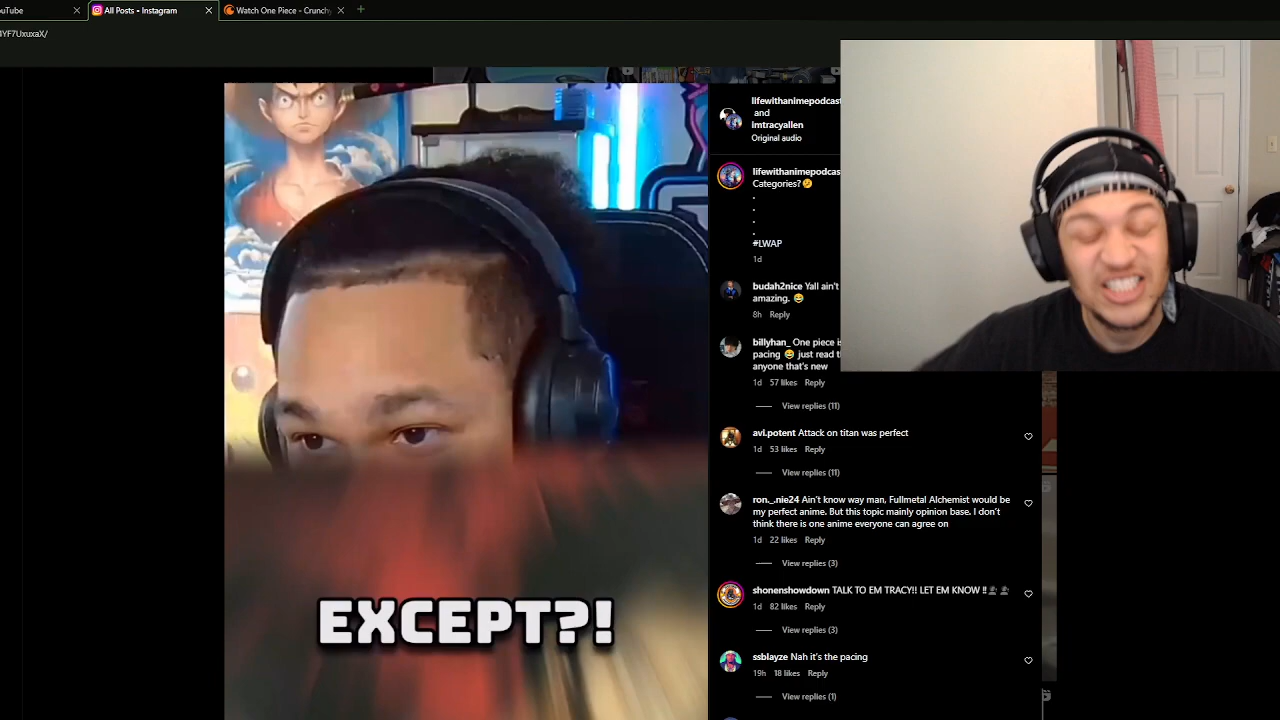 uTube
All Posts - Instagram
Watch One Piece - Crunchy
4YF7UxuxaX/
lifewithanimepodcast
and
imtracyallen
Original audio
lifewithanimepodcas
Categories?🫤
.
.
.
.
#LWAP
1d
budah2nice Yall ain't
amazing. 😂
8h Reply
billyhan_ One piece is
pacing 😂 just read t
anyone that's new
1d 57 likes Reply
View replies (11)
avi.potent Attack on titan was perfect
1d 53 likes Reply
View replies (11)
ron._.nie24 Ain't know way man, Fullmetal Alchemist would be
my perfect anime. But this topic mainly opinion base. I don't
think there is one anime everyone can agree on
1d 22 likes Reply
View replies (3)
shonenshowdown TALK TO EM TRACY!! LET EM KNOW !!🗣️🗣️
1d 82 likes Reply
View replies (3)
ssblayze Nah it's the pacing
19h 18 likes Reply
View replies (1)
EXCEPT?!